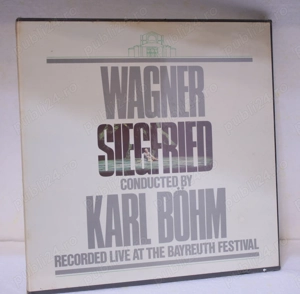 WAGNER
SIEGFRIED
CONDUCTED BY
KARL BÖHM
RECORDED LIVE AT THE BAYREUTH FESTIVAL